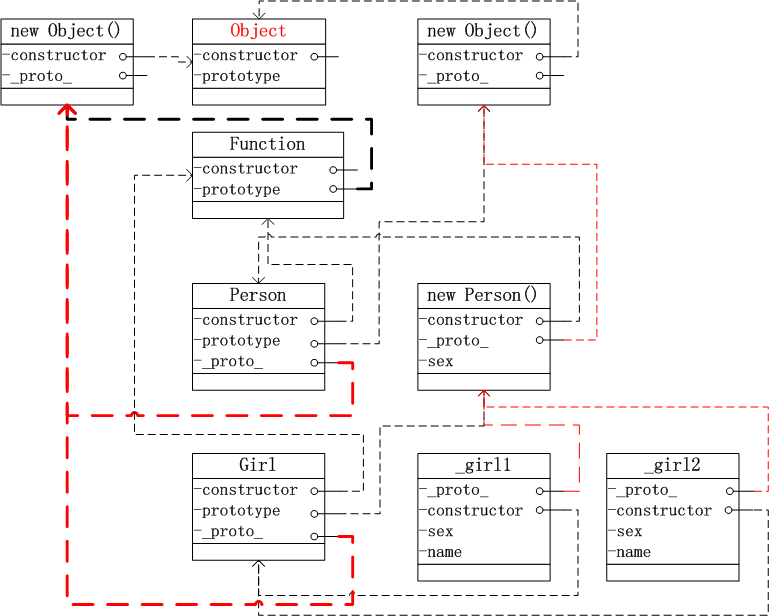 new Object()
-constructor
-_proto_
Object
-constructor
-prototype
new Object()
-constructor
-_proto_
Function
-constructor
-prototype
Person
-constructor
-prototype
-_proto_
new Person()
-constructor
-_proto_
-sex
Girl
-constructor
-prototype
-_proto_
_girl1
-_proto_
-constructor
-sex
-name
_girl2
-_proto_
-constructor
-sex
-name